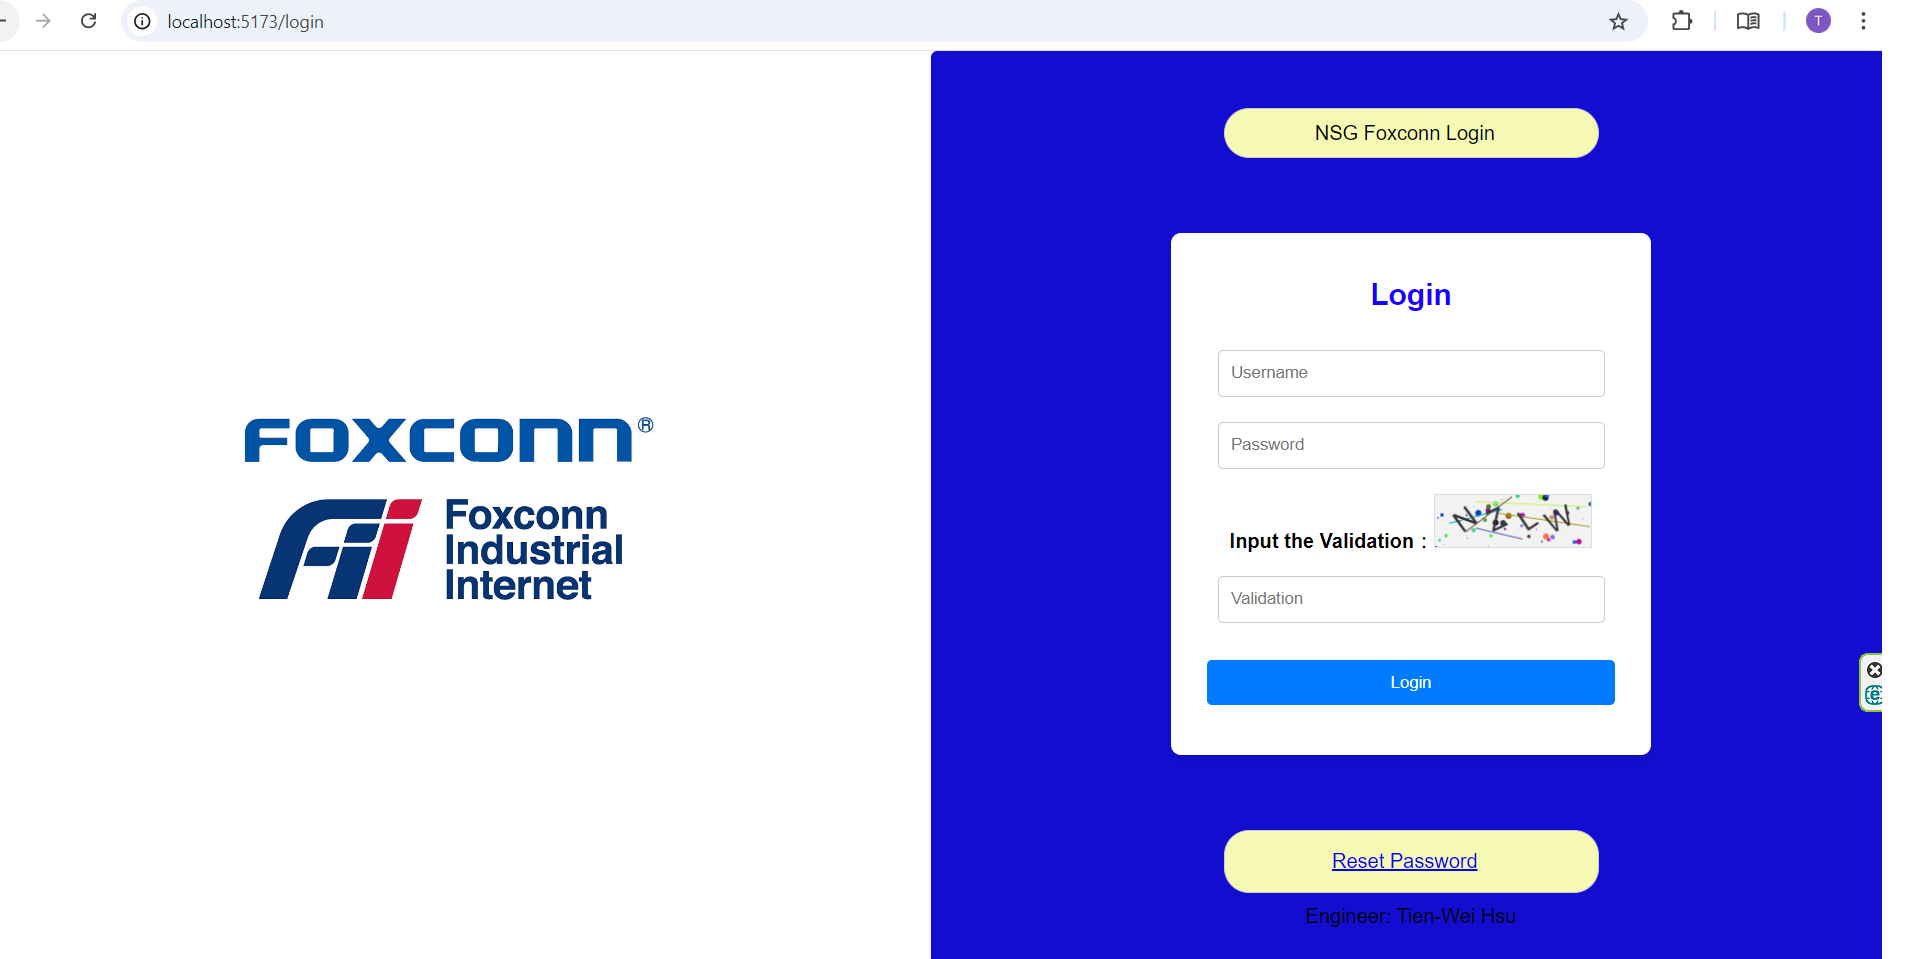 localhost:5173/login
T
FOXCONN®
Fii
Foxconn
Industrial
Internet
NSG Foxconn Login
Login
Username
Password
Input the Validation :
Validation
Login
Reset Password
Engineer: Tien-Wei Hsu